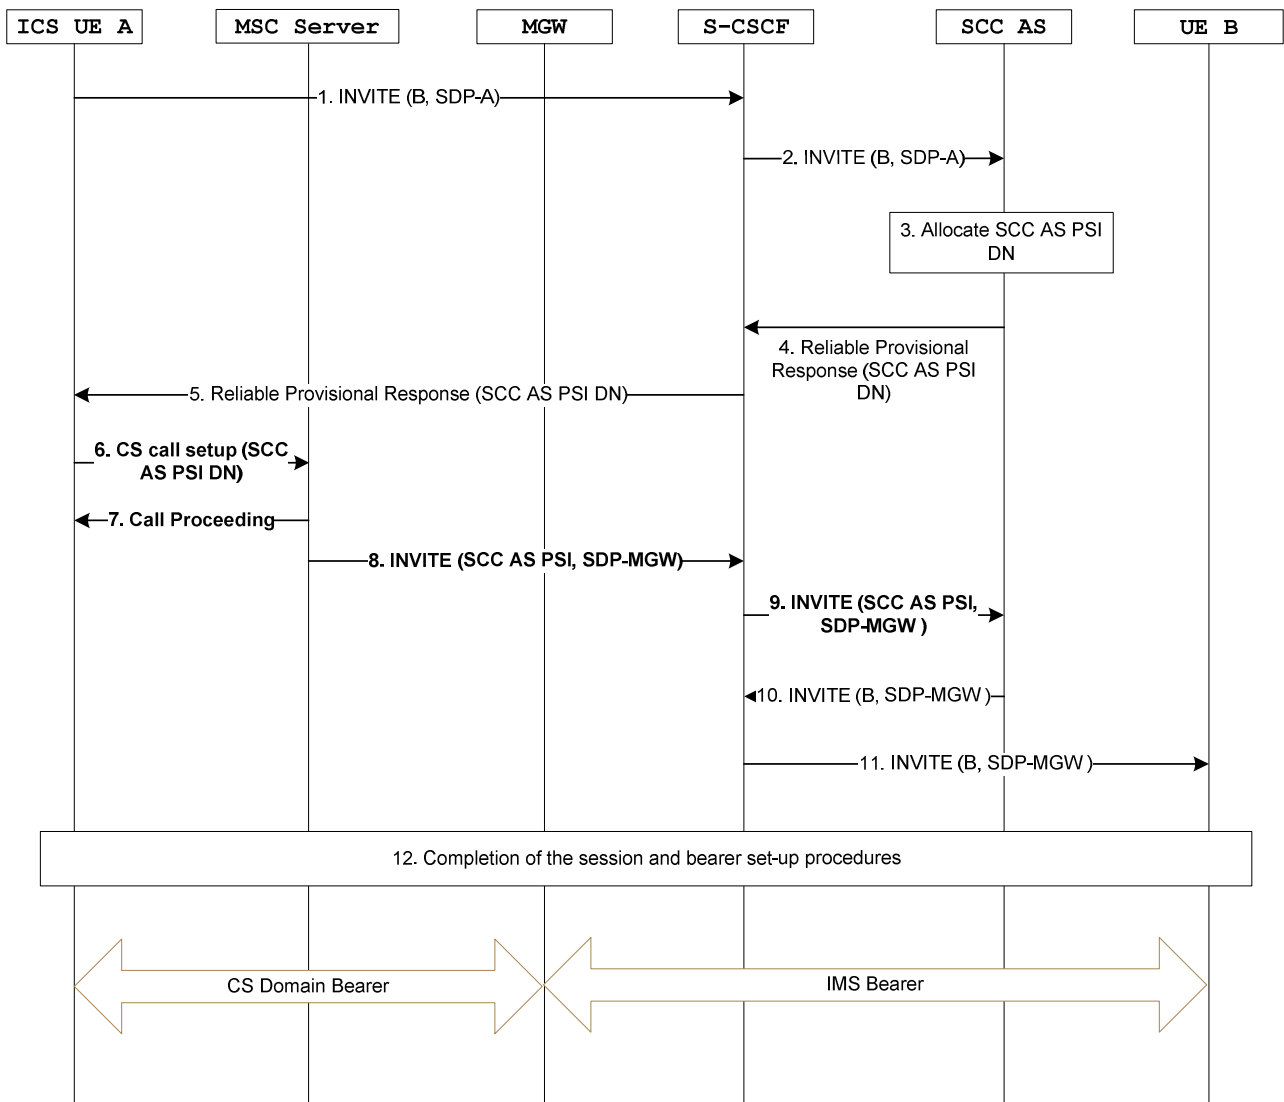 ICS UE A
MSC Server
MGW
S-CSCF
SCC AS
UE B
1. INVITE (B, SDP-A)
2. INVITE (B, SDP-A)
3. Allocate SCC AS PSI
DN
4. Reliable Provisional
Response (SCC AS PSI
DN)
5. Reliable Provisional Response (SCC AS PSI DN)
6. CS call setup (SCC
AS PSI DN)
7. Call Proceeding
8. INVITE (SCC AS PSI, SDP-MGW)
9. INVITE (SCC AS PSI,
SDP-MGW )
10. INVITE (B, SDP-MGW )
11. INVITE (B, SDP-MGW )
12. Completion of the session and bearer set-up procedures
CS Domain Bearer
IMS Bearer